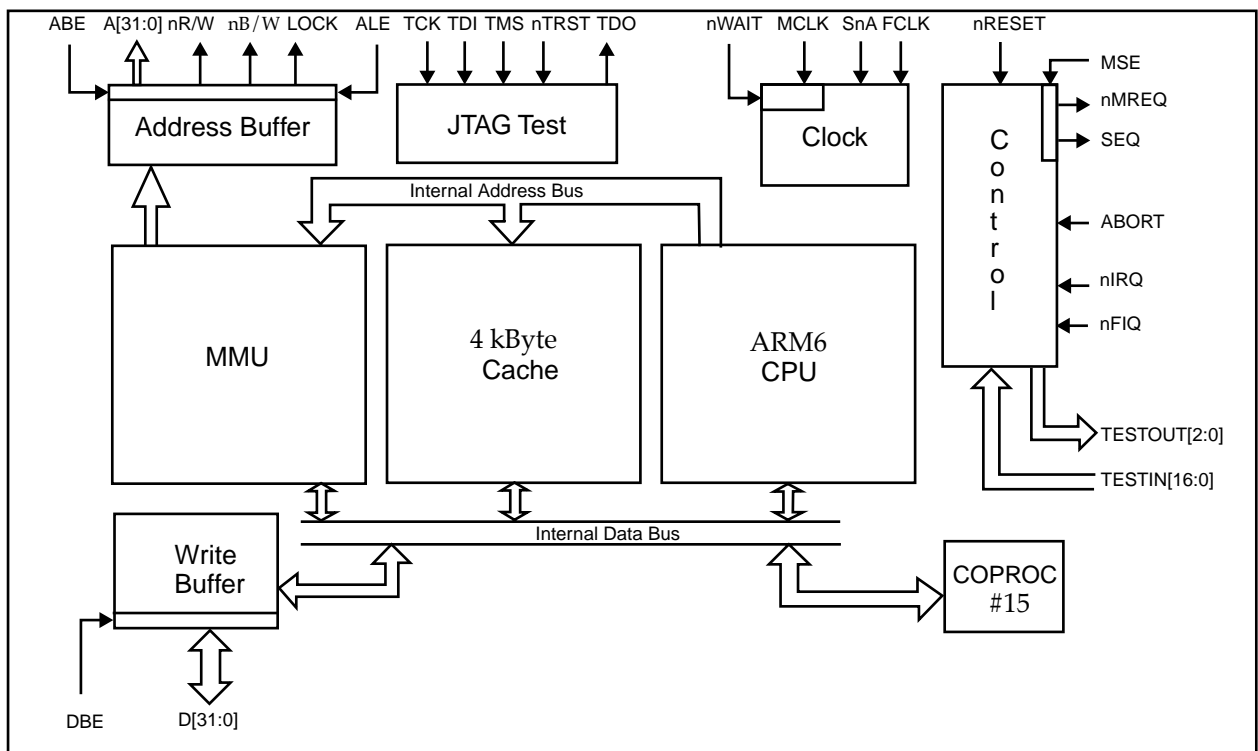 ABE A[31:0] nR/W nB/W LOCK ALE TCK TDI TMS nTRST TDO nWAIT MCLK SnA FCLK nRESET
MSE
nMREQ
Address Buffer
JTAG Test
Clock
SEQ
Control
Internal Address Bus
ABORT
nIRQ
nFIQ
MMU
4 kByte
Cache
ARM6
CPU
TESTOUT[2:0]
TESTIN[16:0]
Internal Data Bus
Write
Buffer
COPROC
#15
DBE
D[31:0]